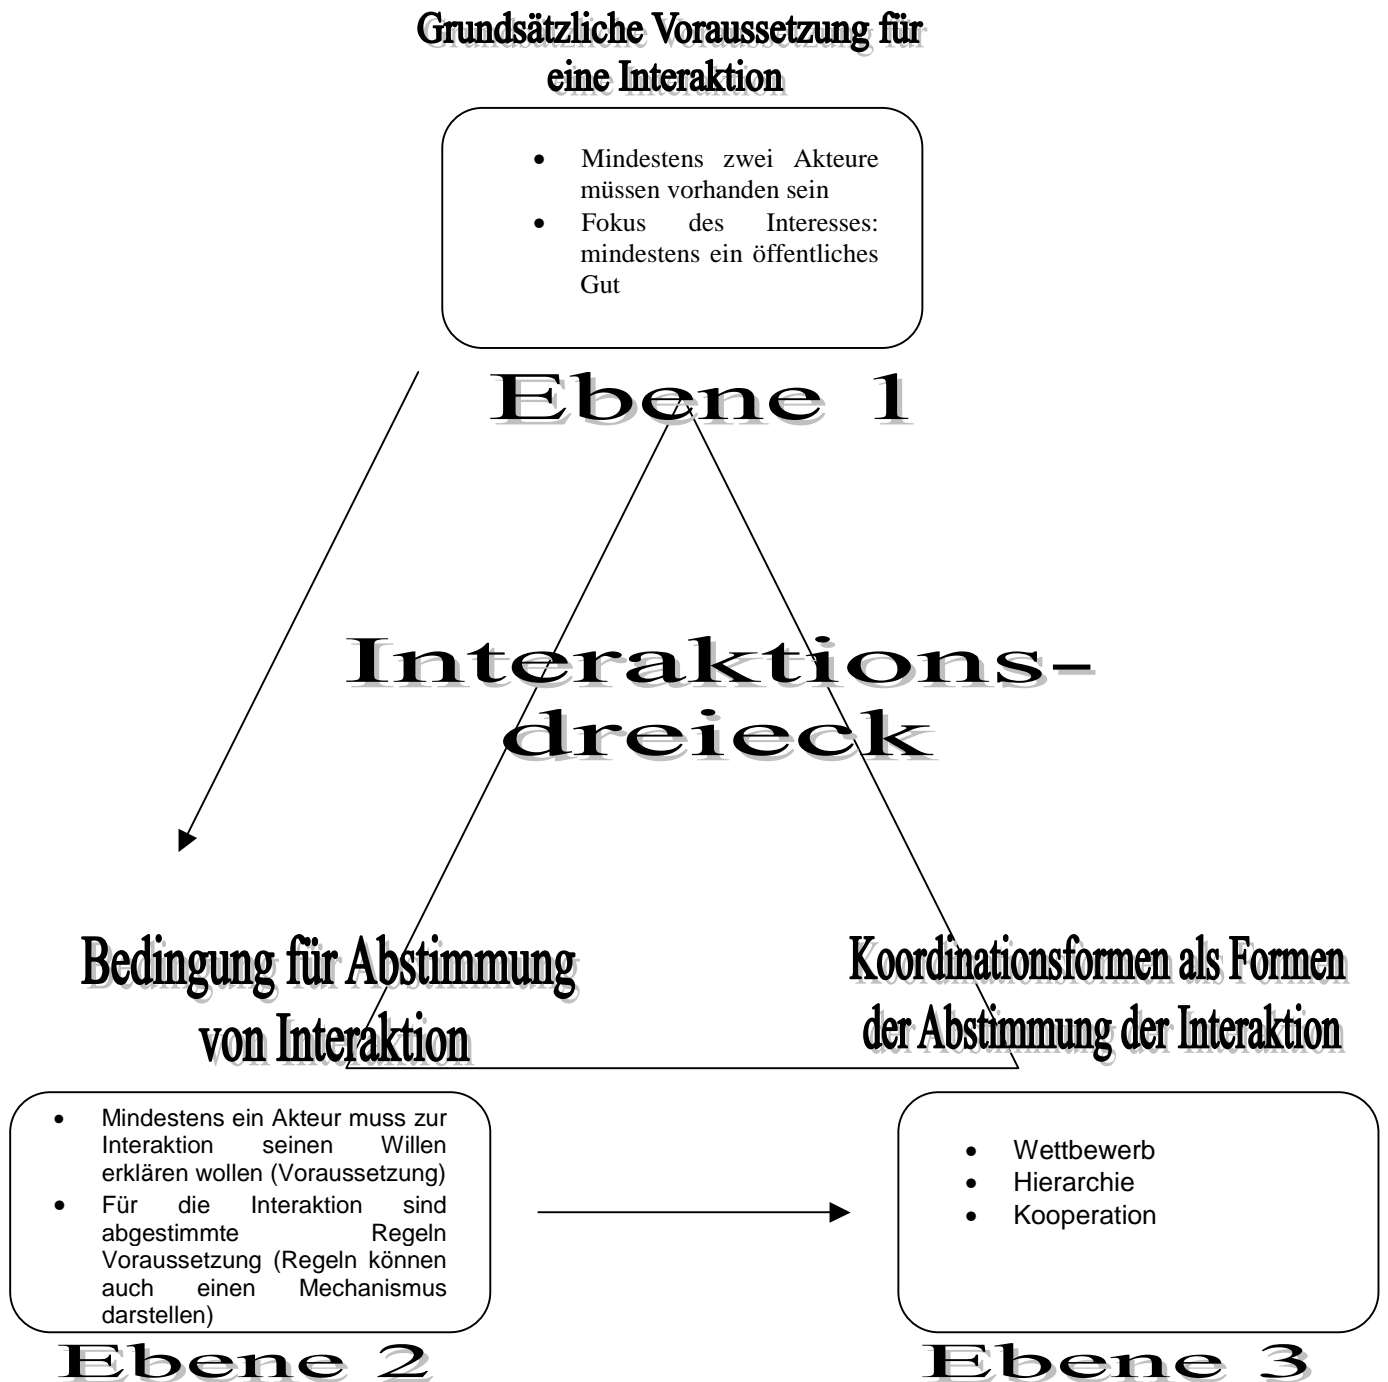 Grundsätzliche Voraussetzung für
eine Interaktion
• Mindestens zwei Akteure
müssen vorhanden sein
• Fokus des Interesses:
mindestens ein öffentliches
Gut
Ebene 1
Interaktions-
dreieck
Bedingung für Abstimmung
von Interaktion
• Mindestens ein Akteur muss zur
Interaktion seinen Willen
erklären wollen (Voraussetzung)
• Für die Interaktion sind
abgestimmte Regeln
Voraussetzung (Regeln können
auch einen Mechanismus
darstellen)
Ebene 2
Koordinationsformen als Formen
der Abstimmung der Interaktion
• Wettbewerb
• Hierarchie
• Kooperation
Ebene 3